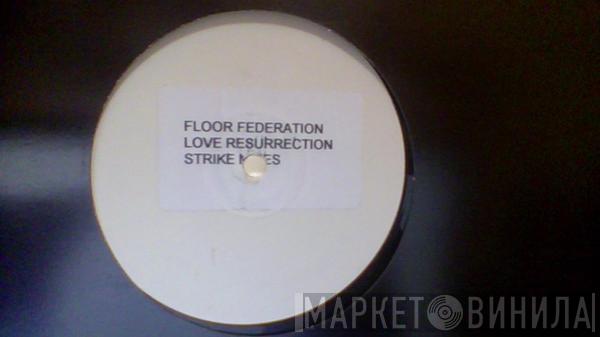 FLOOR FEDERATION
LOVE RESURRECTION
STRIKE
МАРКЕТ ВИНИЛА